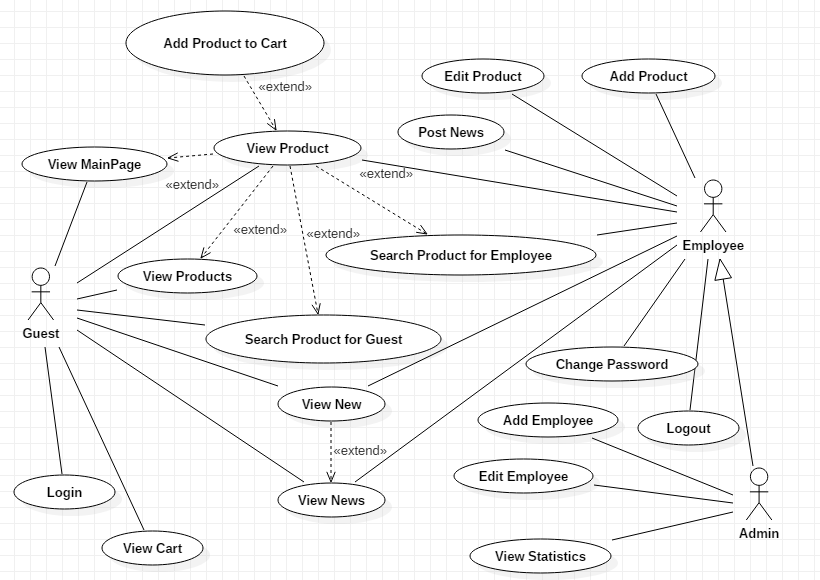 Add Product to Cart
«extend»
Edit Product
Add Product
Post News
View Product
View MainPage
«extend»
«extend»
«extend»
«extend»
Search Product for Employee
Employee
View Products
Guest
Search Product for Guest
Change Password
View New
Add Employee
Logout
«extend»
Edit Employee
Login
View News
Admin
View Cart
View Statistics